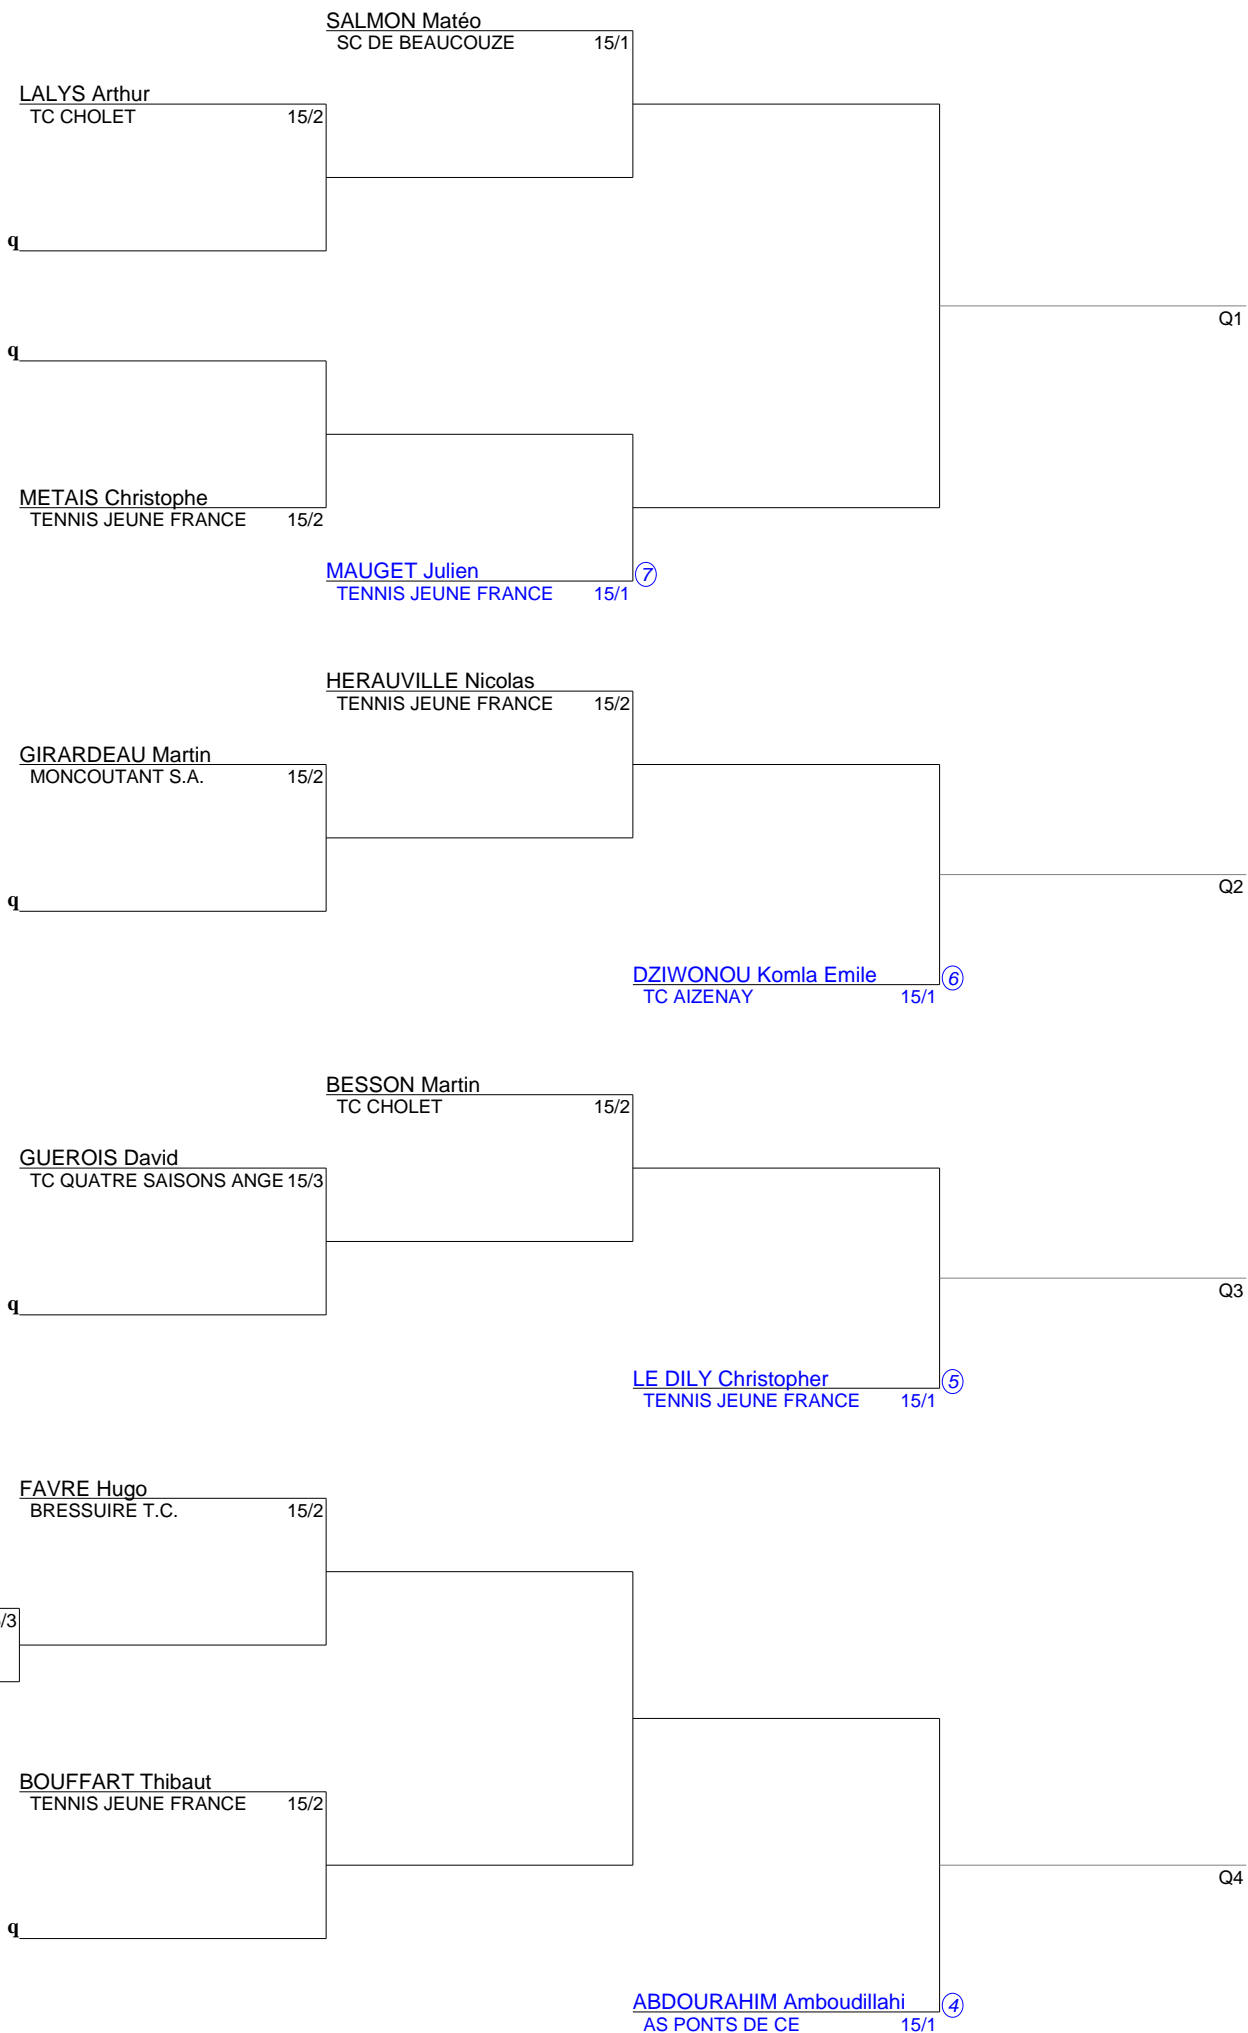 SALMON Matéo
SC DE BEAUCOUZE 15/1
LALYS Arthur
TC CHOLET 15/2
q
Q1
q
METAIS Christophe
TENNIS JEUNE FRANCE 15/2
MAUGET Julien 7
TENNIS JEUNE FRANCE 15/1
HERAUVILLE Nicolas
TENNIS JEUNE FRANCE 15/2
GIRARDEAU Martin
MONCOUTANT S.A. 15/2
Q2
q
DZIWONOU Komla Emile 6
TC AIZENAY 15/1
BESSON Martin
TC CHOLET 15/2
GUEROIS David
TC QUATRE SAISONS ANGE 15/3
Q3
q
LE DILY Christopher 5
TENNIS JEUNE FRANCE 15/1
FAVRE Hugo
BRESSUIRE T.C. 15/2
/3
BOUFFART Thibaut
TENNIS JEUNE FRANCE 15/2
Q4
q
ABDOURAHIM Amboudillahi 4
AS PONTS DE CE 15/1